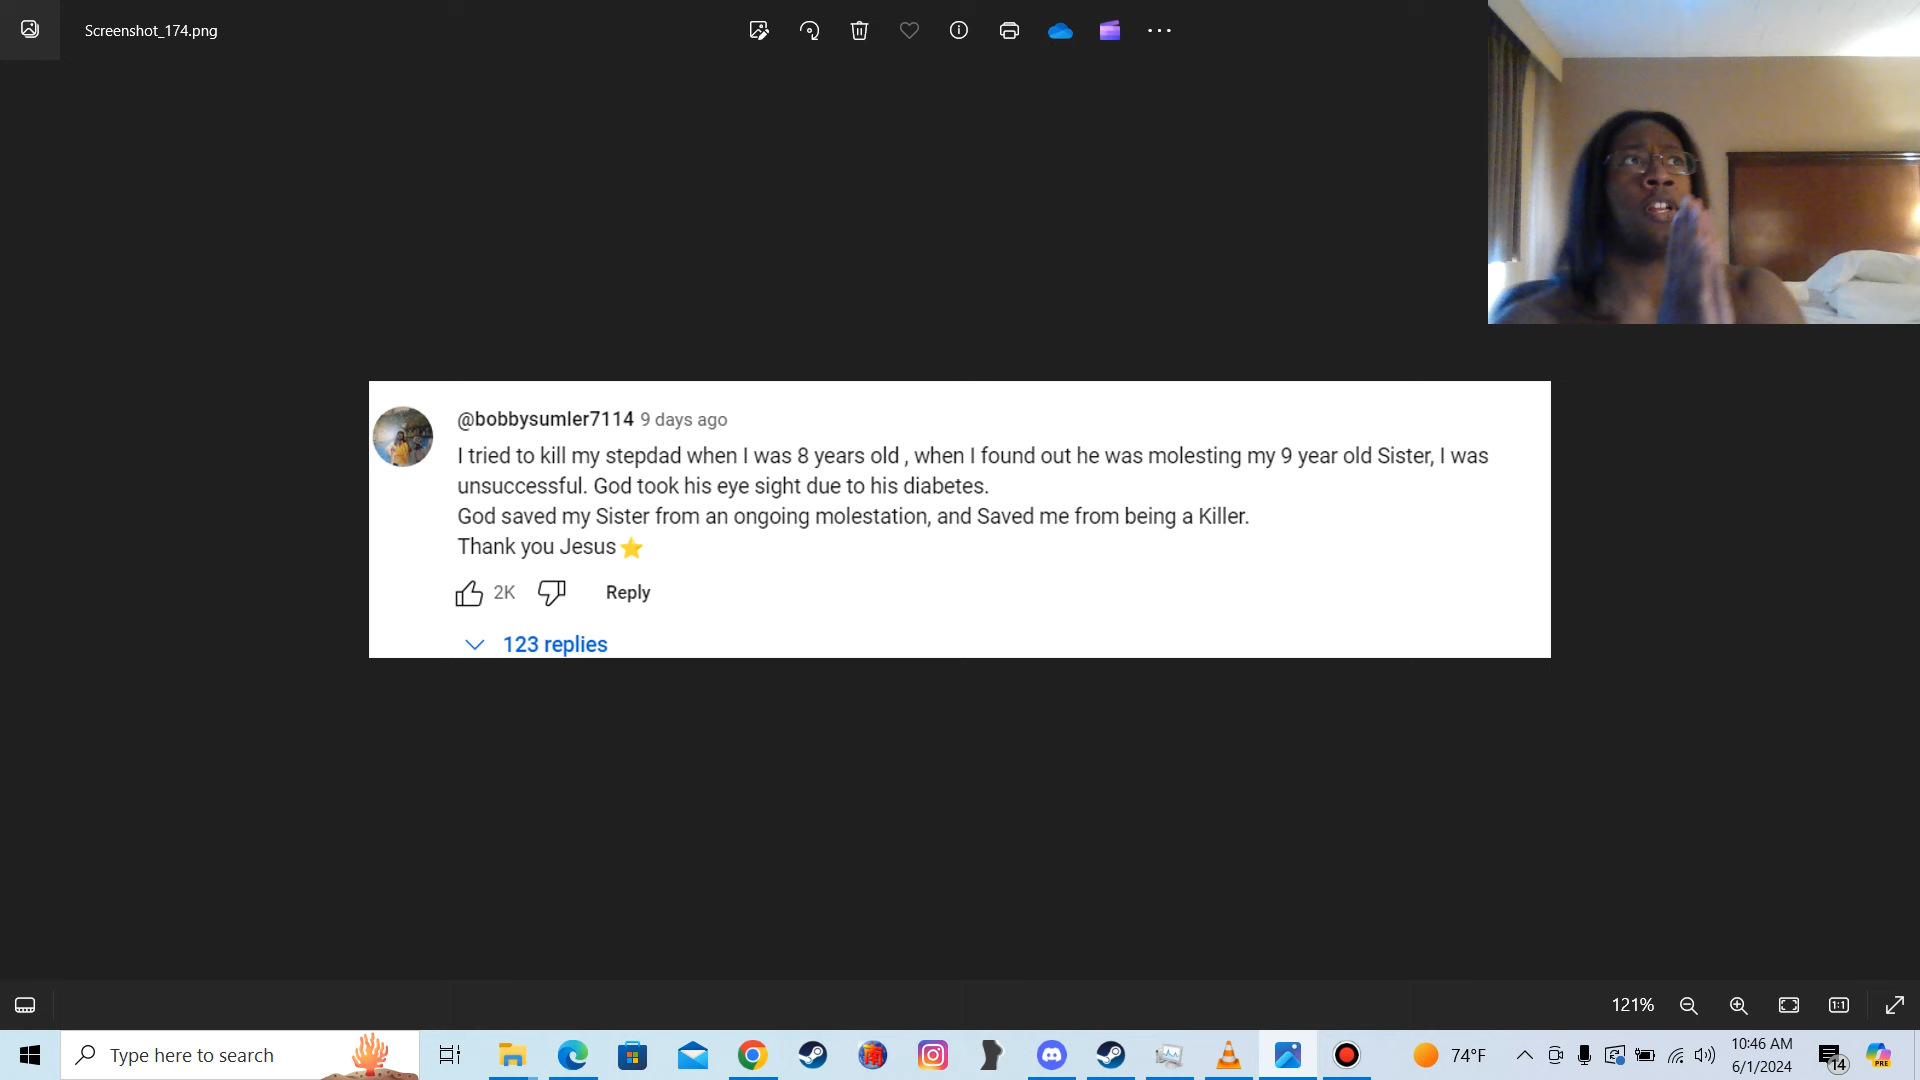 Screenshot_174.png
@bobbysumler7114 9 days ago
I tried to kill my stepdad when I was 8 years old , when I found out he was molesting my 9 year old Sister, I was
unsuccessful. God took his eye sight due to his diabetes.
God saved my Sister from an ongoing molestation, and Saved me from being a Killer.
Thank you Jesus⭐
2K Reply
123 replies
121% 1:1
Type here to search
74°F
10:46 AM
6/1/2024
14
PRE